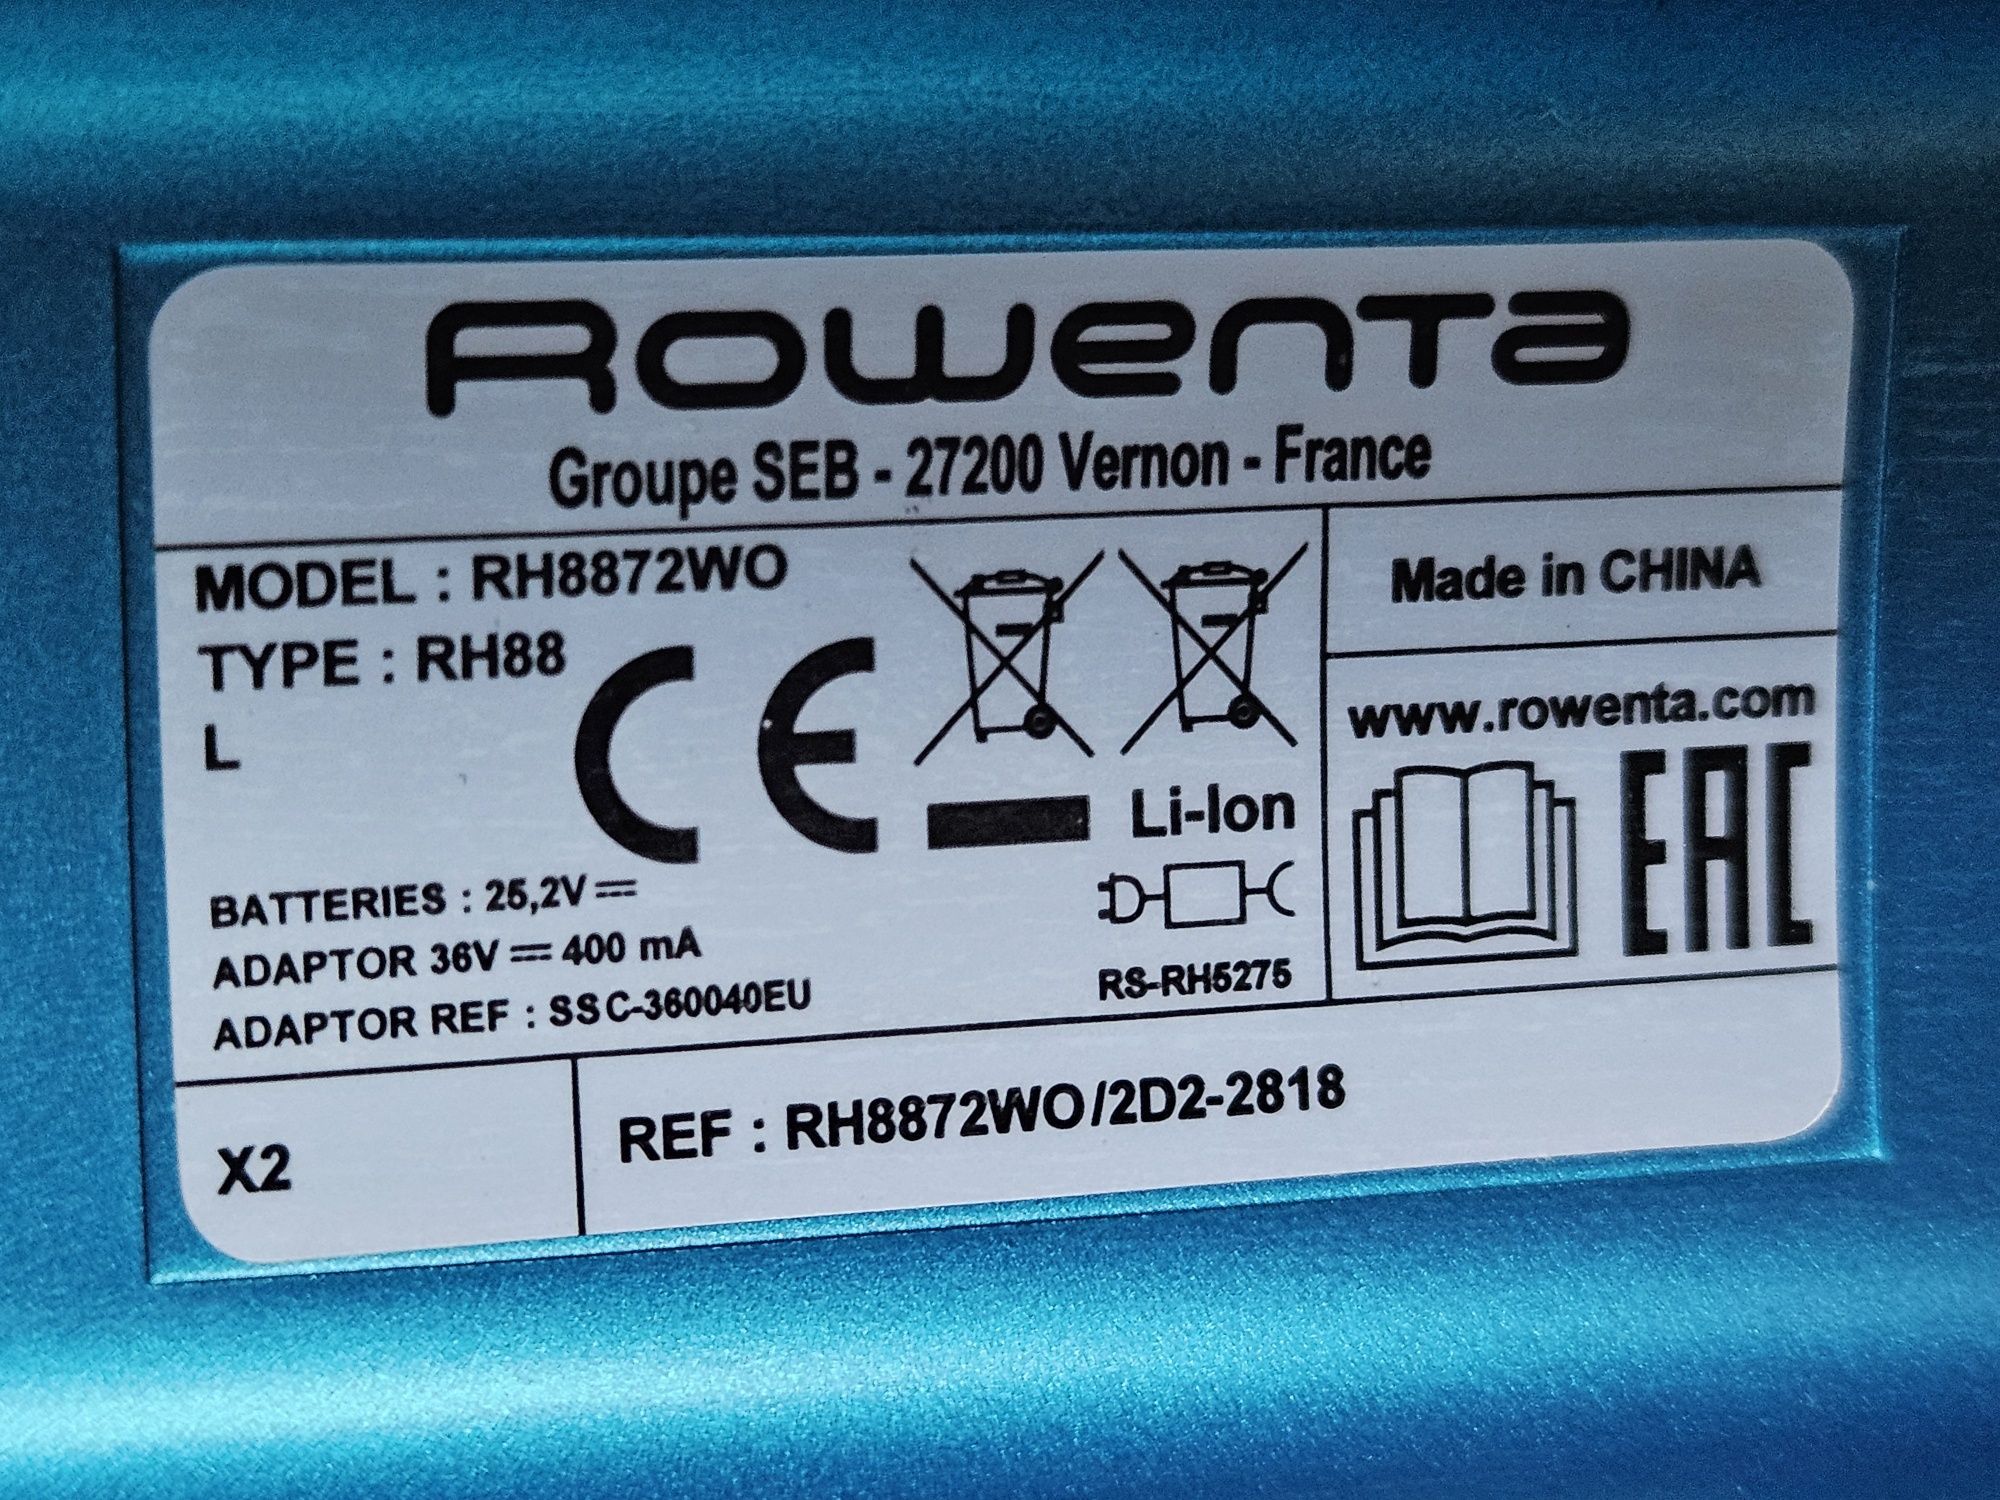 Rowenta
Groupe SEB - 27200 Vernon - France
MODEL : RH8872WO
TYPE : RH88
L
CE
BATTERIES : 25,2V
ADAPTOR 36V 400 mA
ADAPTOR REF : SSC-360040EU
Li-Ion
RS-RH5275
Made in CHINA
www.rowenta.com
EAC
X2
REF : RH8872WO/2D2-2818